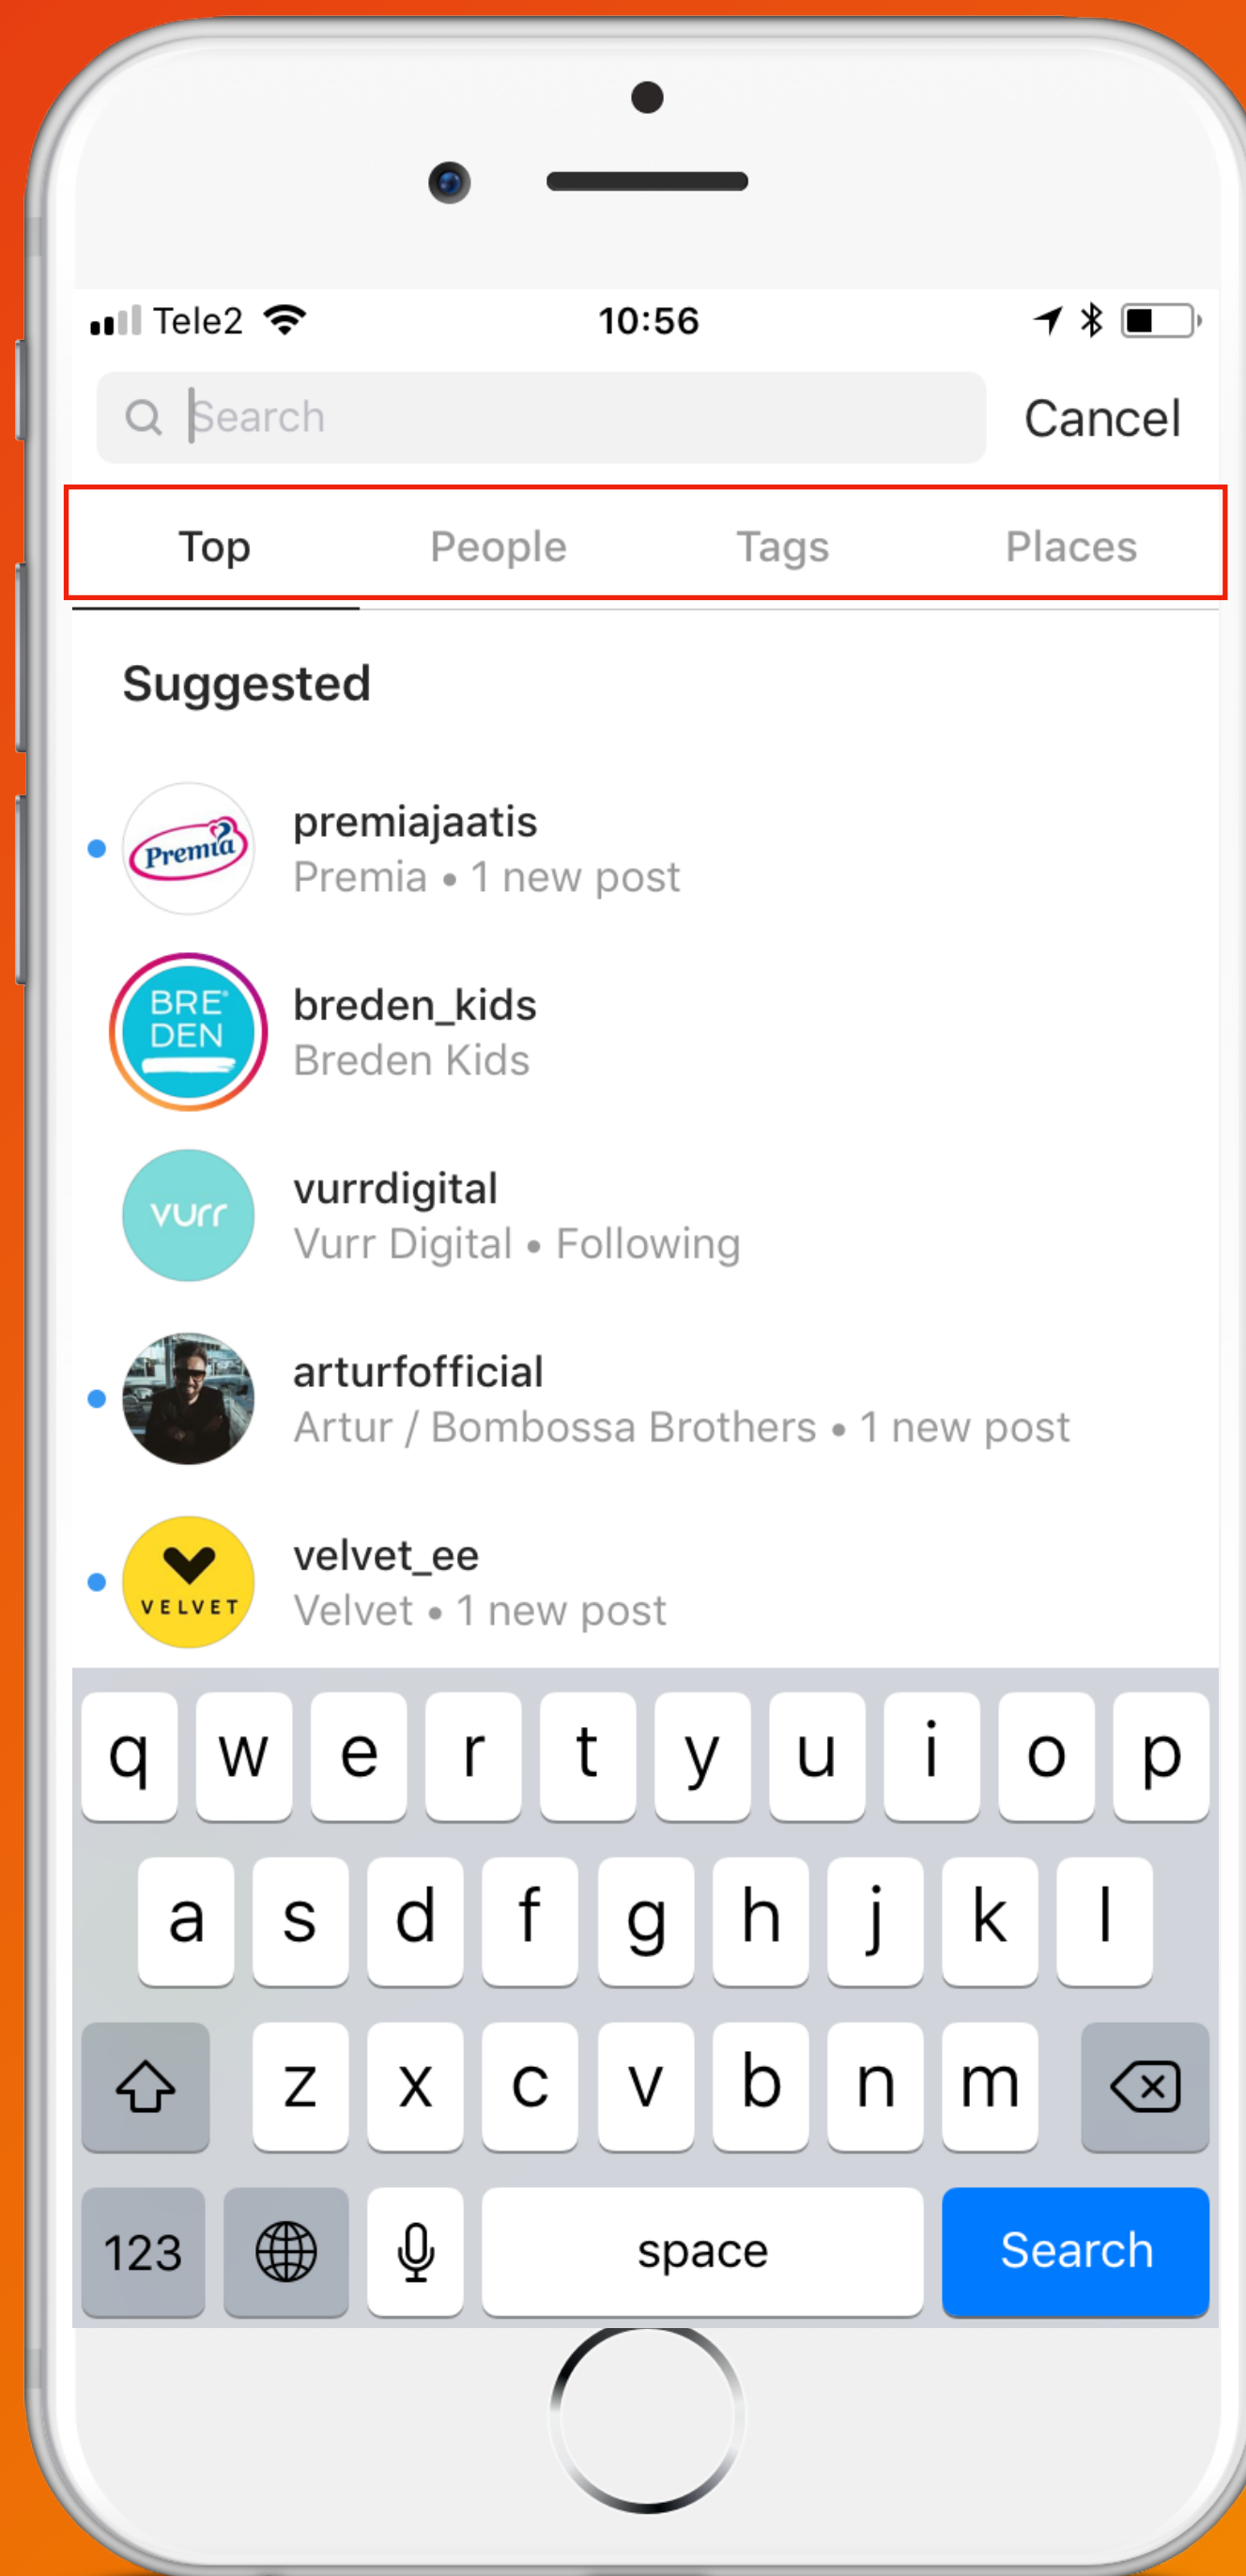 Tele2 10:56
Search Cancel
Top People Tags Places
Suggested
Premia
premiajaatis
Premia • 1 new post
BRE
DEN
breden_kids
Breden Kids
vurr
vurrdigital
Vurr Digital • Following
arturfofficial
Artur / Bombossa Brothers • 1 new post
VELVET
velvet_ee
Velvet • 1 new post
q w e r t y u i o p
a s d f g h j k l
z x c v b n m
123 space Search